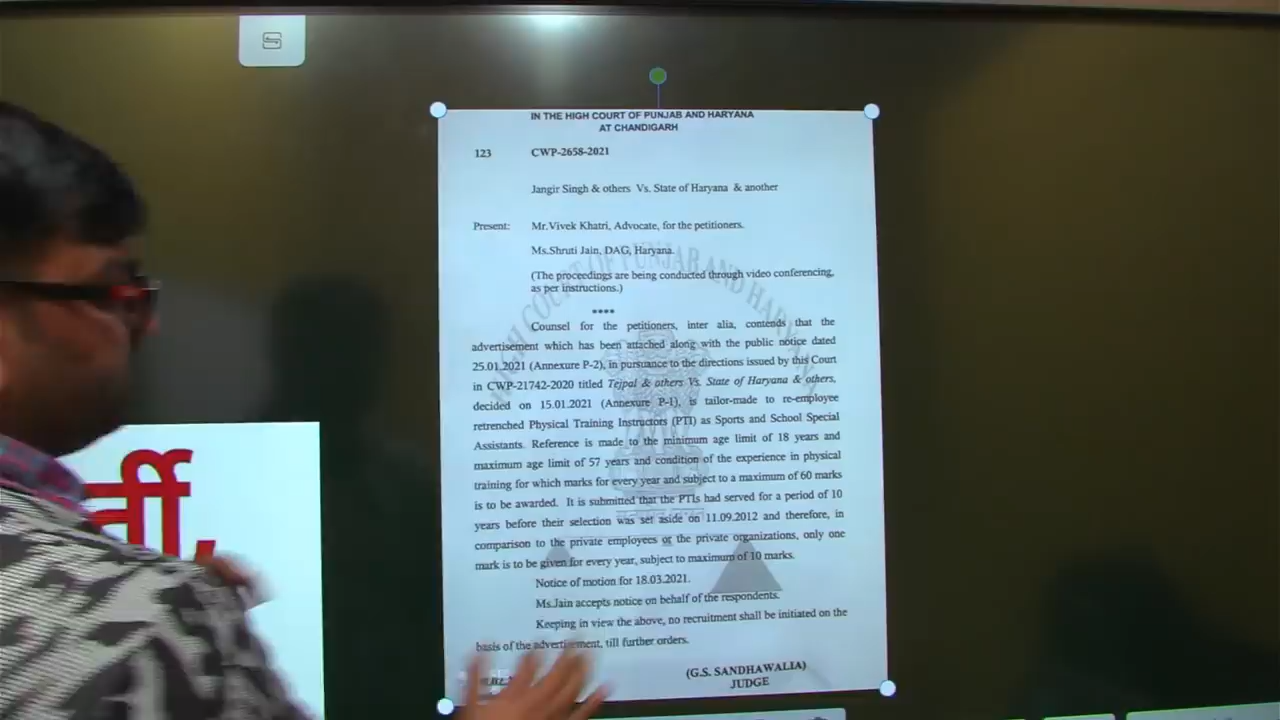 IN THE HIGH COURT OF PUNJAB AND HARYANA
AT CHANDIGARH
123 CWP-2658-2021
Jangir Singh & others Vs. State of Haryana & another
Present: Mr.Vivek Khatri, Advocate, for the petitioners.
Ms.Shruti Jain, DAG, Haryana.
(The proceedings are being conducted through video conferencing,
as per instructions.)
****
Counsel for the petitioners, inter alia, contends that the
advertisement which has been attached along with the public notice dated
25.01.2021 (Annexure P-2), in pursuance to the directions issued by this Court
in CWP-21742-2020 titled Tejpal & others Vs. State of Haryana & others,
decided on 15.01.2021 (Annexure P-1), is tailor-made to re-employee
retrenched Physical Training Instructors (PTI) as Sports and School Special
Assistants. Reference is made to the minimum age limit of 18 years and
maximum age limit of 57 years and condition of the experience in physical
training for which marks for every year and subject to a maximum of 60 marks
is to be awarded. It is submitted that the PTIs had served for a period of 10
years before their selection was set aside on 11.09.2012 and therefore, in
comparison to the private employees or the private organizations, only one
mark is to be given for every year, subject to maximum of 10 marks.
Notice of motion for 18.03.2021.
Ms.Jain accepts notice on behalf of the respondents.
Keeping in view the above, no recruitment shall be initiated on the
basis of the advertisement, till further orders.
(G.S. SANDHAWALIA)
JUDGE
HIGH COURT OF PUNJAB AND HARYANA